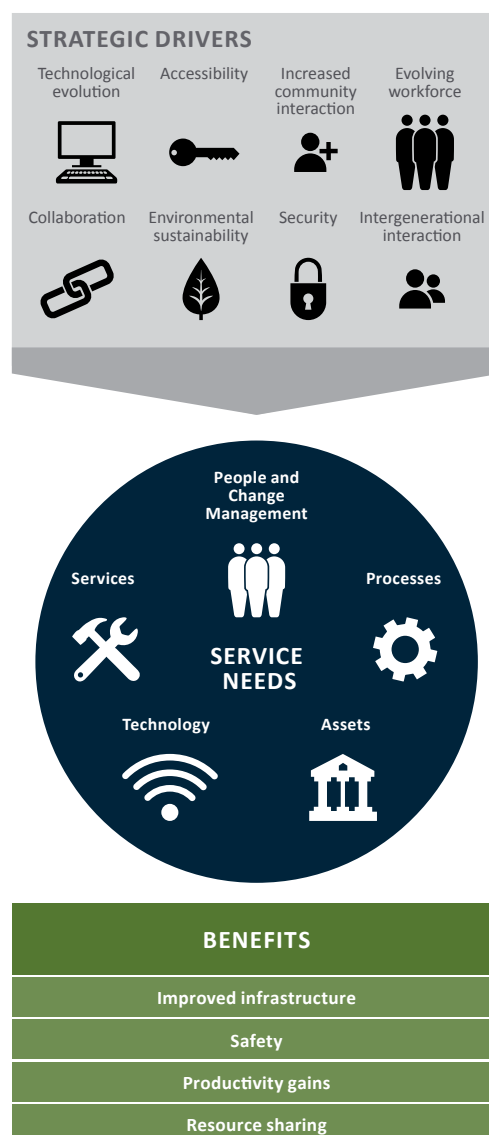 STRATEGIC DRIVERS
Technological
evolution
Accessibility
Increased
community
interaction
Evolving
workforce
Collaboration
Environmental
sustainability
Security
Intergenerational
interaction
People and
Change
Management
Services
Processes
SERVICE
NEEDS
Technology
Assets
BENEFITS
Improved infrastructure
Safety
Productivity gains
Resource sharing